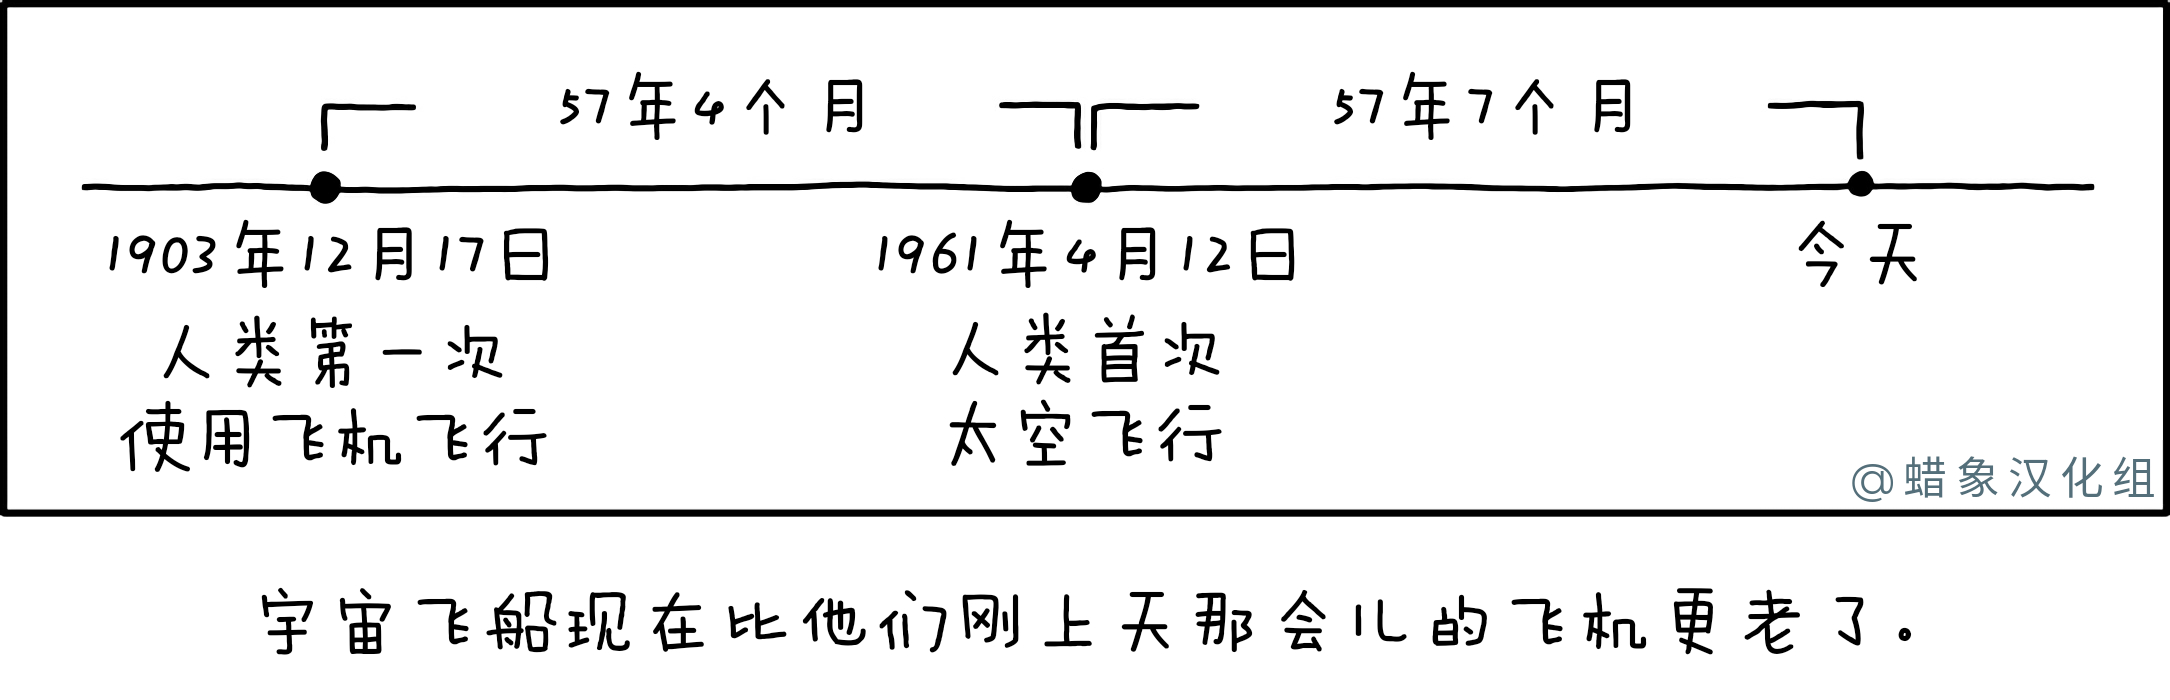 57年4个月 57年7个月
1903年12月17日 1961年4月12日 今天
人类第一次 人类首次
使用飞机飞行 太空飞行
@蜡象汉化组
宇宙飞船现在比他们刚上天那会儿的飞机更老了.